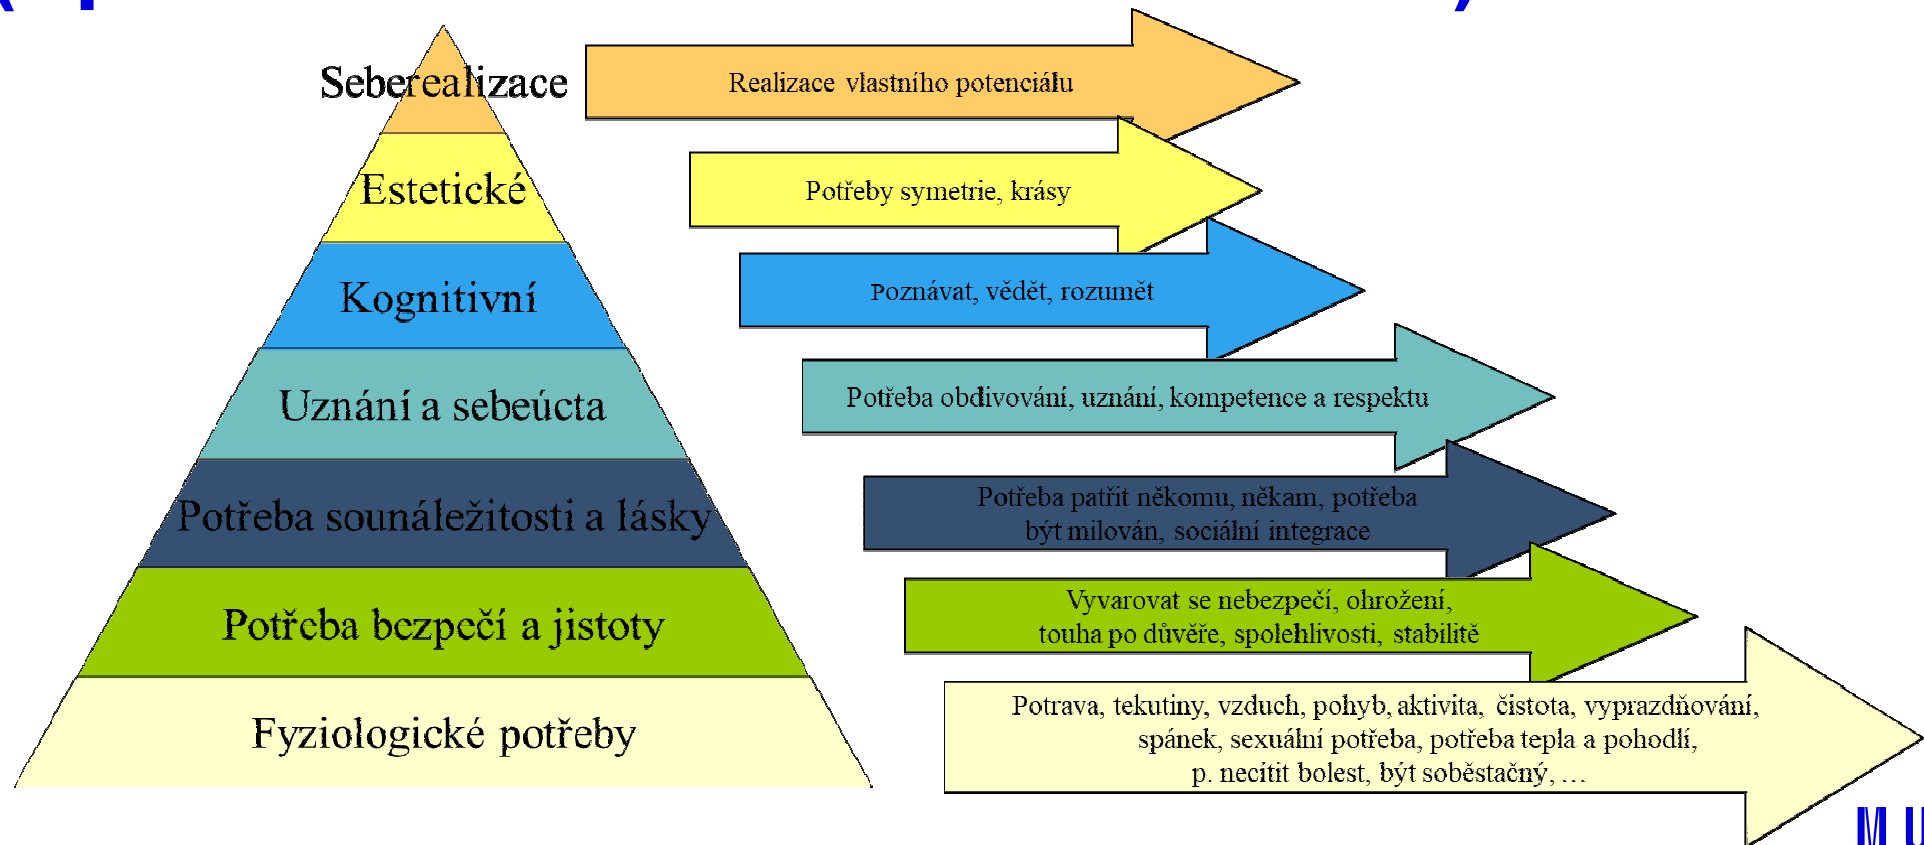 Seberealizace
Realizace vlastního potenciálu
Estetické
Potřeby symetrie, krásy
Kognitivní
Poznávat, vědět, rozumět
Uznání a sebeúcta
Potřeba obdivování, uznání, kompetence a respektu
Potřeba sounáležitosti a lásky
Potřeba patřit někomu, někam, potřeba
být milován, sociální integrace
Potřeba bezpečí a jistoty
Vyvarovat se nebezpečí, ohrožení,
touha po důvěře, spolehlivosti, stabilitě
Fyziologické potřeby
Potrava, tekutiny, vzduch, pohyb, aktivita, čistota, vyprazdňování,
spánek, sexuální potřeba, potřeba tepla a pohodlí,
p. necítit bolest, být soběstačný, …
M U